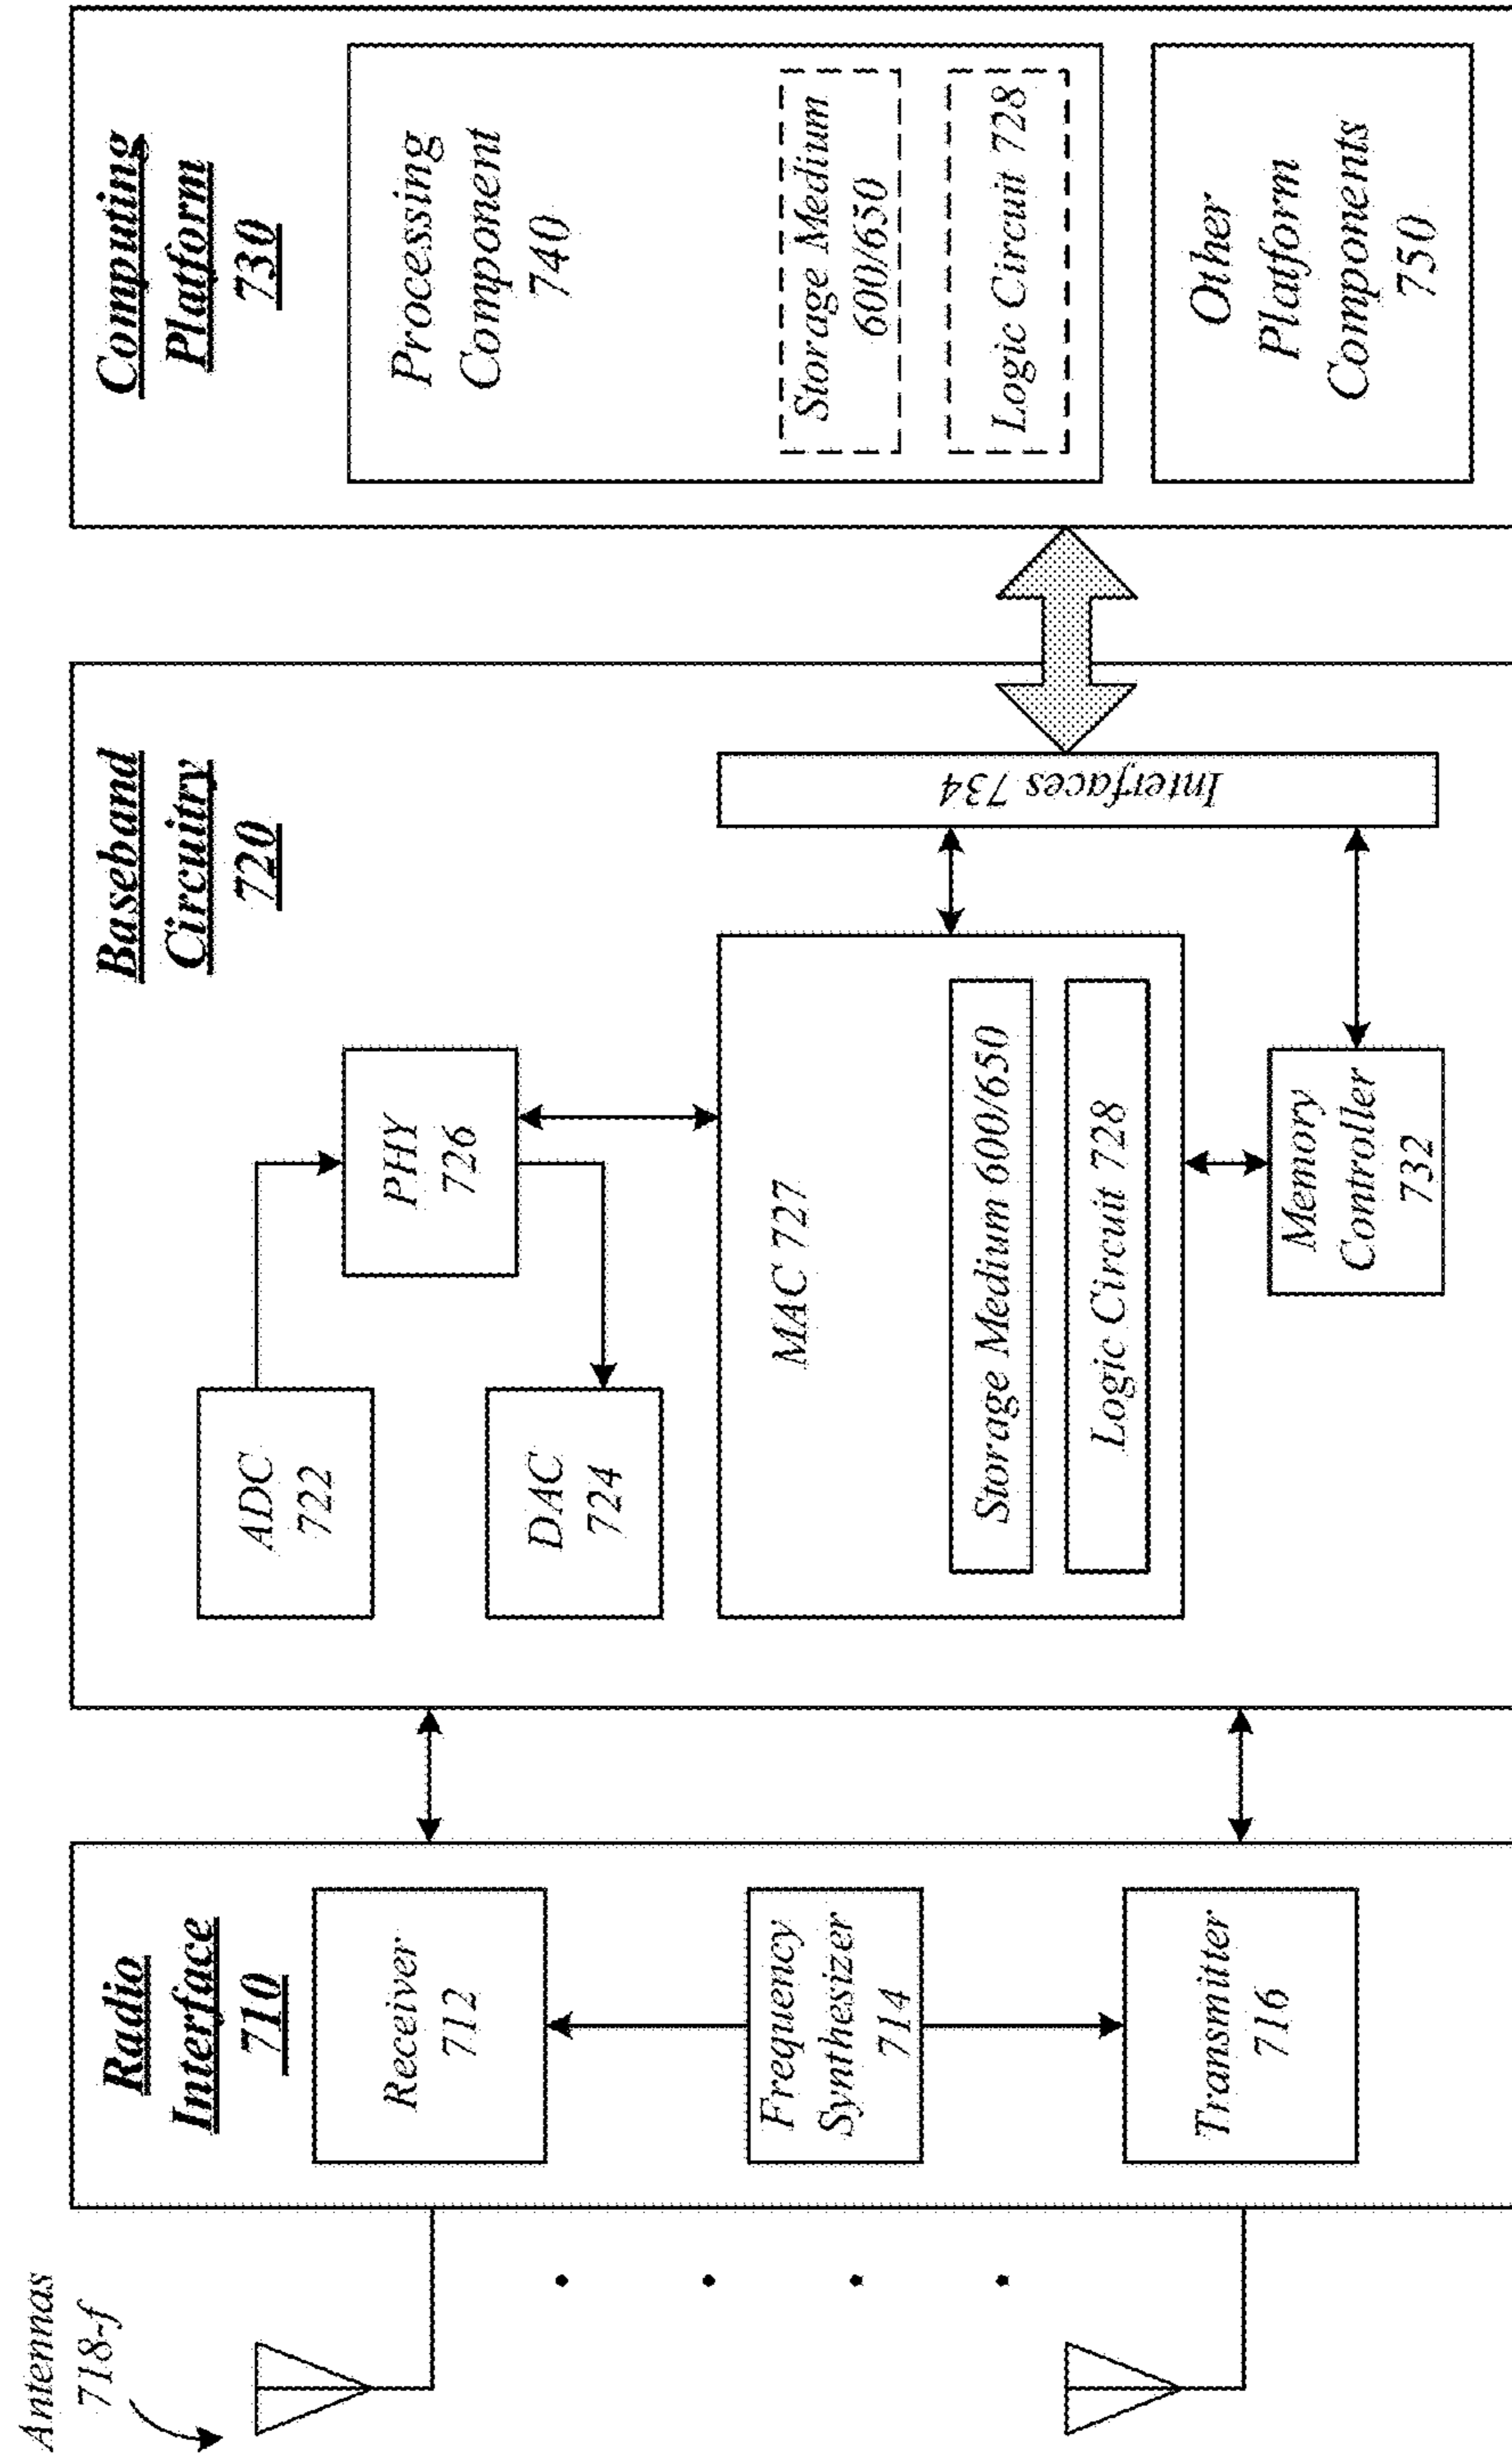 Antennas
718-f
Radio
Interface
710
Receiver
712
Frequency
Synthesizer
714
Transmitter
716
Baseband
Circuitry
720
ADC
722
DAC
724
PHY
726
MAC 727
Storage Medium 600/650
Logic Circuit 728
Memory
Controller
732
Interfaces 734
Computing
Platform
730
Processing
Component
740
Storage Medium
600/650
Logic Circuit 728
Other
Platform
Components
750